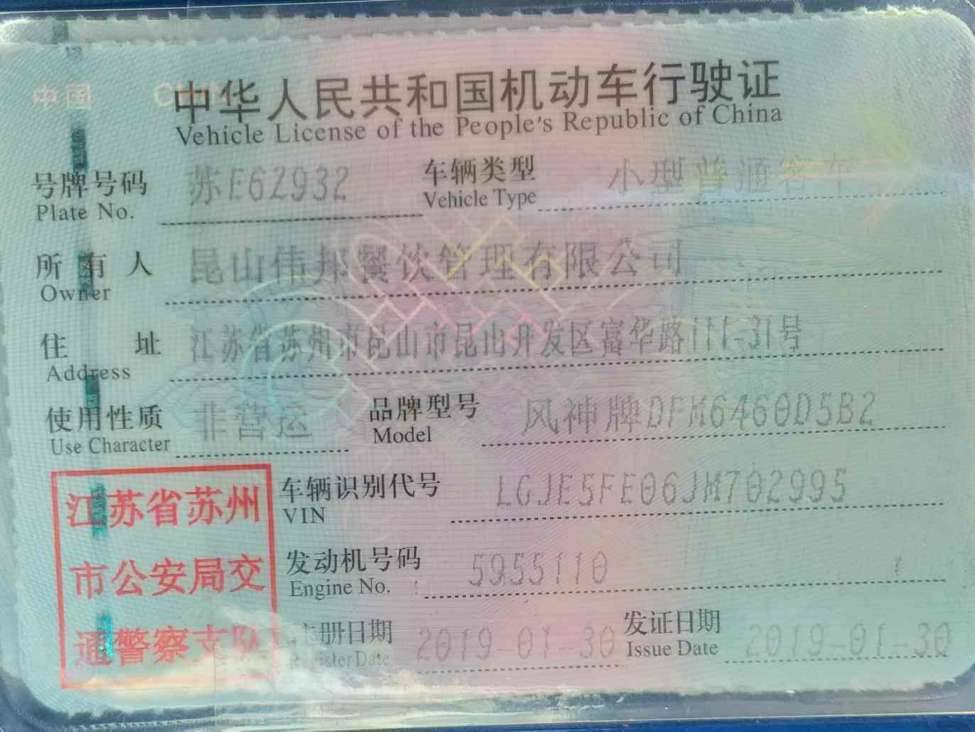 中国
中华人民共和国机动车行驶证
Vehicle License of the People's Republic of China
号牌号码 苏E6Z932 车辆类型 小型普通客车
Plate No. Vehicle Type
所有人 昆山伟邦餐饮管理有限公司
Owner
住址 江苏省苏州市昆山市昆山开发区富华路111-31号
Address
使用性质 非营运 品牌型号 风神牌DFM6460D5B2
Use Character Model
江苏省苏州
市公安局交
通警察支队
车辆识别代号 LGJE5FE06JM702995
VIN
发动机号码 5955110
Engine No.
注册日期 2019-01-30 发证日期 2019-01-30
Register Date Issue Date